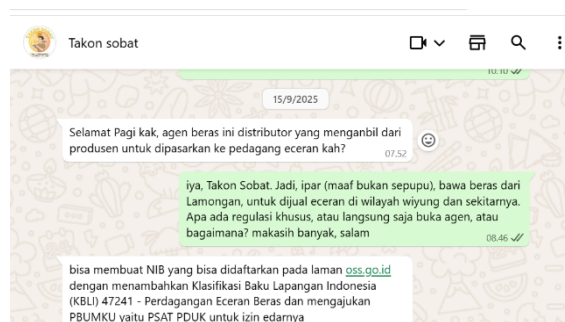 Takon sobat
10.10
15/9/2025
Selamat Pagi kak, agen beras ini distributor yang menganbil dari
produsen untuk dipasarkan ke pedagang eceran kah?
07.52
iya, Takon Sobat. Jadi, ipar (maaf bukan sepupu), bawa beras dari
Lamongan, untuk dijual eceran di wilayah wiyung dan sekitarnya.
Apa ada regulasi khusus, atau langsung saja buka agen, atau
bagaimana? makasih banyak, salam
08.46
bisa membuat NIB yang bisa didaftarkan pada laman oss.go.id
dengan menambahkan Klasifikasi Baku Lapangan Indonesia
(KBLI) 47241 - Perdagangan Eceran Beras dan mengajukan
PBUMKU yaitu PSAT PDUK untuk izin edarnya